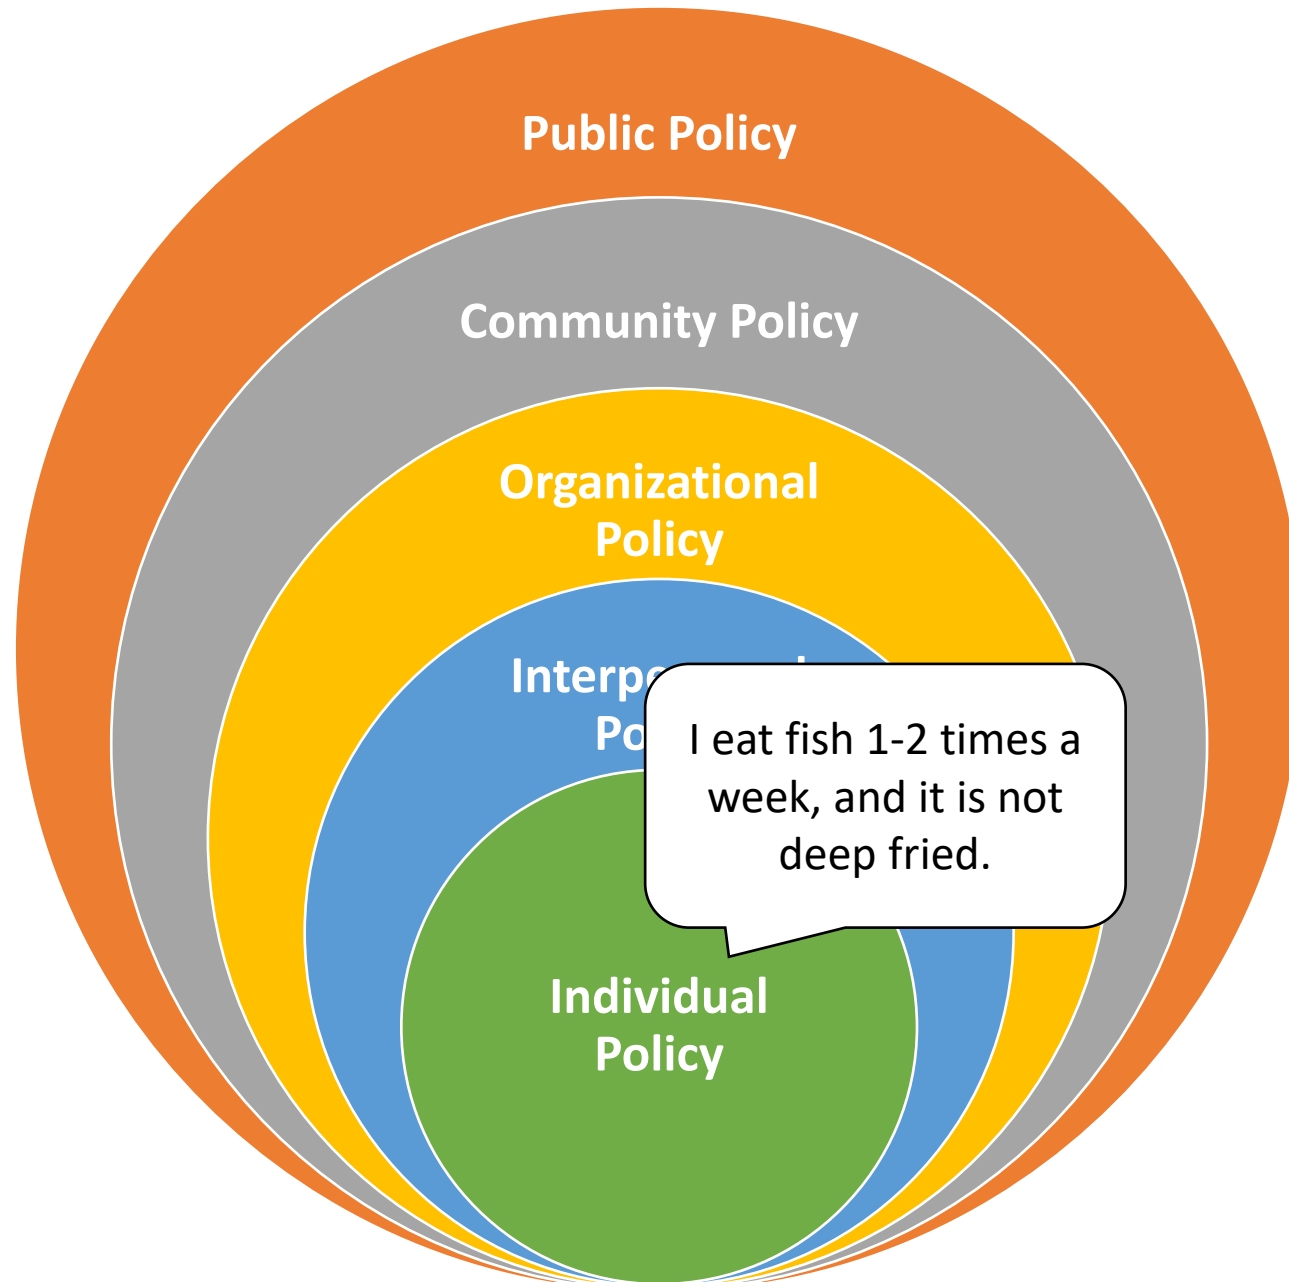 Public Policy
Community Policy
Organizational
Policy
I eat fish 1-2 times a
week, and it is not
deep fried.
Individual
Policy